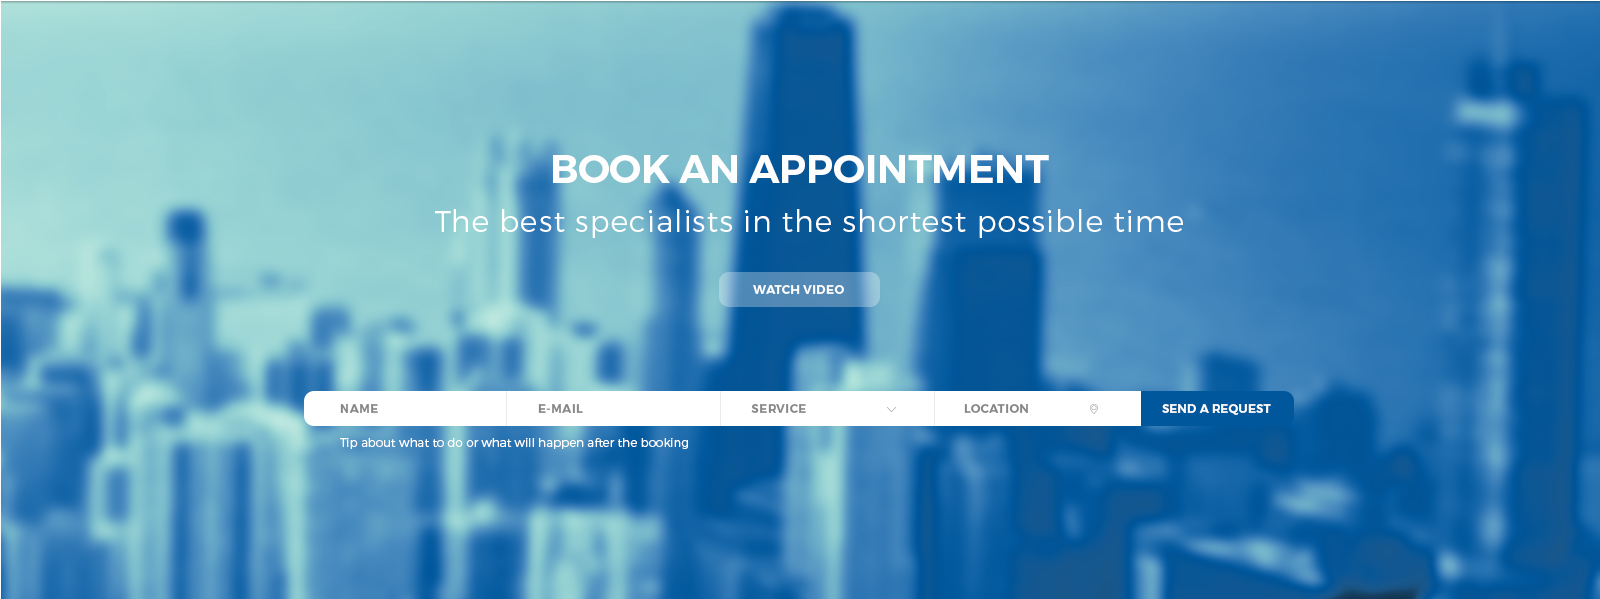 BOOK AN APPOINTMENT
The best specialists in the shortest possible time
WATCH VIDEO
NAME E-MAIL SERVICE LOCATION SEND A REQUEST
Tip about what to do or what will happen after the booking